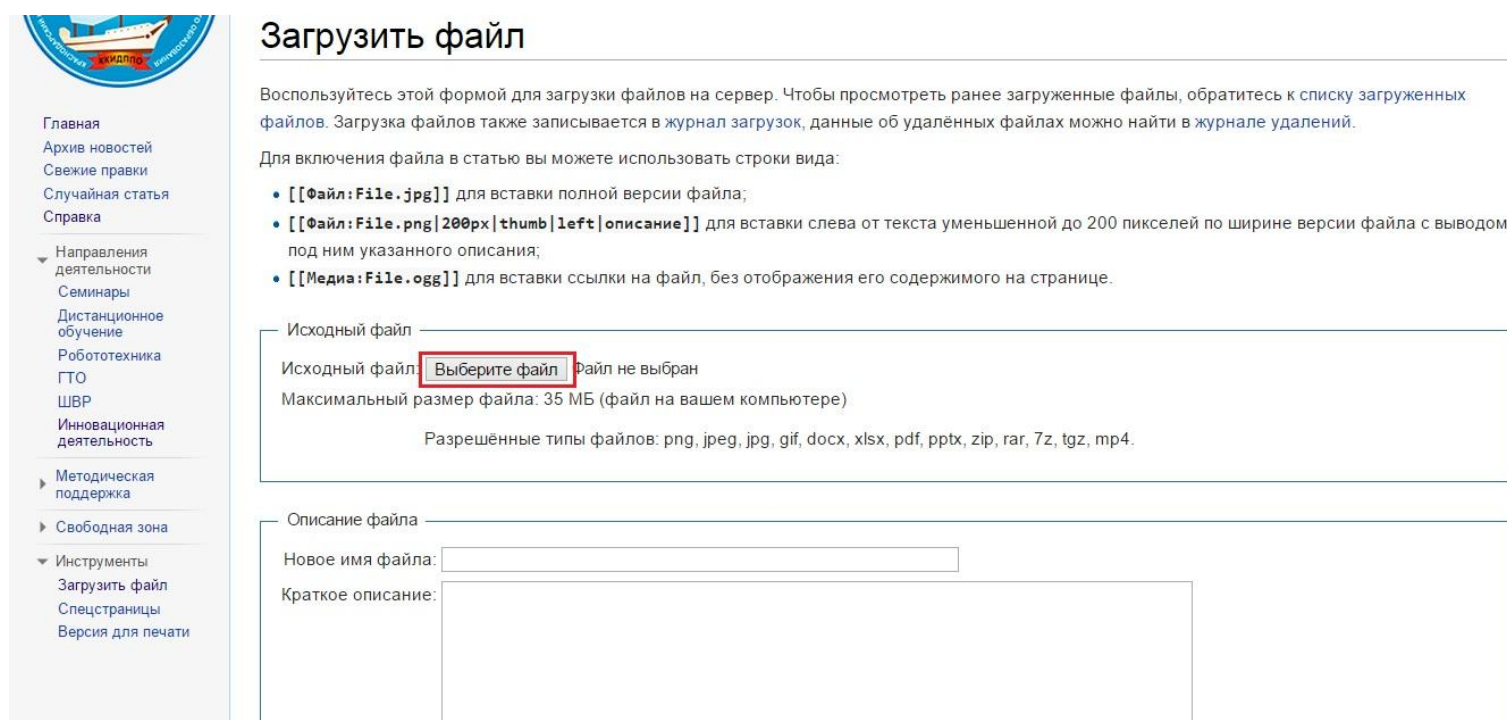 ККИДППО
Главная
Архив новостей
Свежие правки
Случайная статья
Справка
Направления
деятельности
Семинары
Дистанционное
обучение
Робототехника
ГТО
ШВР
Инновационная
деятельность
Методическая
поддержка
Свободная зона
Инструменты
Загрузить файл
Спецстраницы
Версия для печати
Загрузить файл
Воспользуйтесь этой формой для загрузки файлов на сервер. Чтобы просмотреть ранее загруженные файлы, обратитесь к списку загруженных
файлов. Загрузка файлов также записывается в журнал загрузок, данные об удалённых файлах можно найти в журнале удалений.
Для включения файла в статью вы можете использовать строки вида:
• [[Файл:File.jpg]] для вставки полной версии файла;
• [[Файл:File.png|200px|thumb|left|описание]] для вставки слева от текста уменьшенной до 200 пикселей по ширине версии файла с выводом
под ним указанного описания;
• [[Медиа:File.ogg]] для вставки ссылки на файл, без отображения его содержимого на странице.
Исходный файл
Исходный файл: Выберите файл Файл не выбран
Максимальный размер файла: 35 МБ (файл на вашем компьютере)
Разрешённые типы файлов: png, jpeg, jpg, gif, docx, xlsx, pdf, pptx, zip, rar, 7z, tgz, mp4.
Описание файла
Новое имя файла:
Краткое описание: